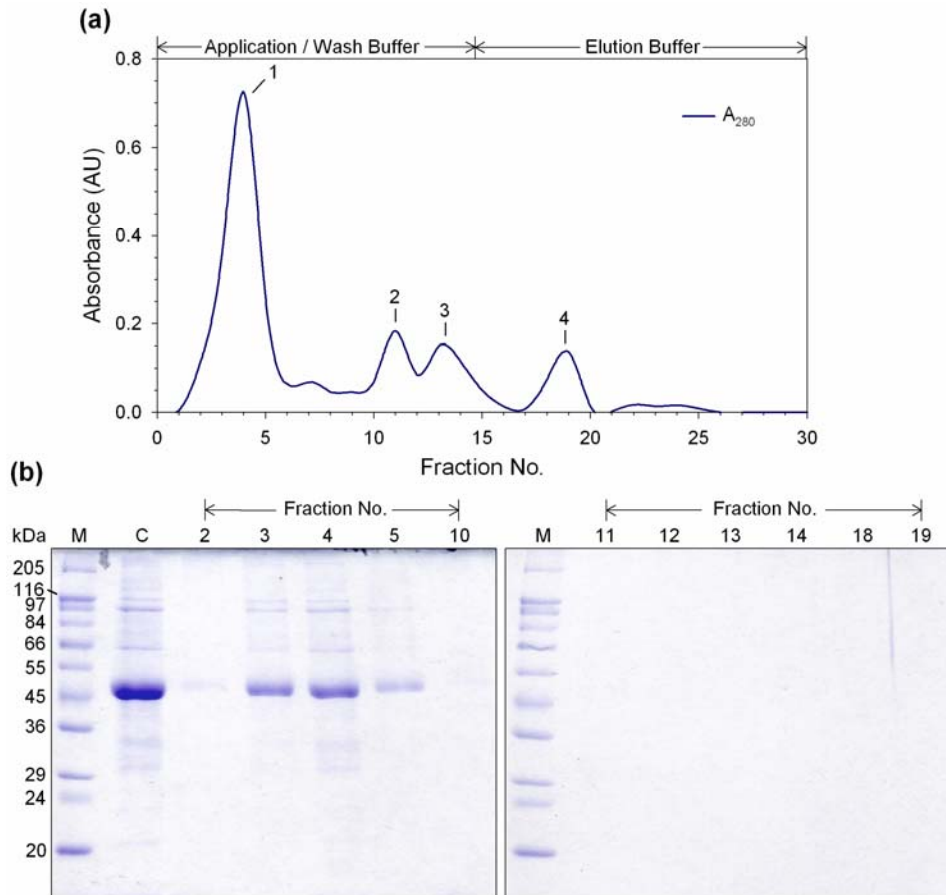 (a)
Application / Wash Buffer Elution Buffer
0.8
0.6
0.4
0.2
0.0
Absorbance (AU)
1
2
3
4
A280
0 5 10 15 20 25 30
Fraction No.
(b)
Fraction No. Fraction No.
kDa M C 2 3 4 5 10 M 11 12 13 14 18 19
205
116
97
84
66
55
45
36
29
24
20